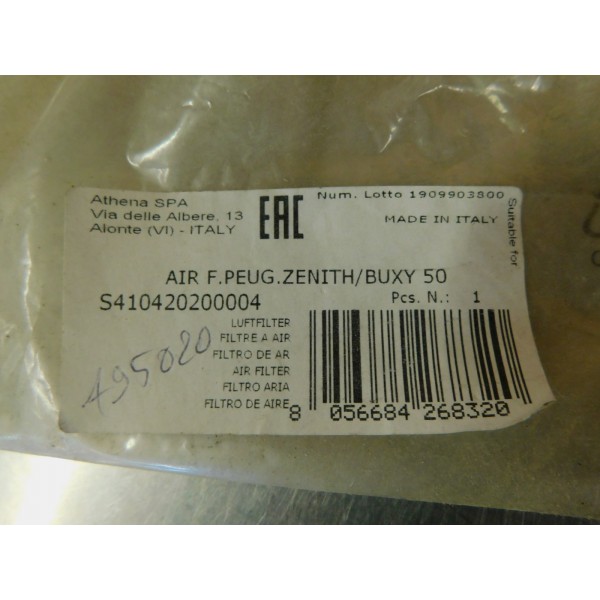 Athena SPA
Via delle Albere, 13
Alonte (VI) - ITALY
EAC
Num. Lotto 1909903800
MADE IN ITALY
Suitable for
AIR F.PEUG.ZENITH/BUXY 50
S410420200004
Pcs. N.: 1
LUFTFILTER
FILTRE A AIR
FILTRO DE AR
AIR FILTER
FILTRO ARIA
FILTRO DE AIRE
495020
8 056684 268320